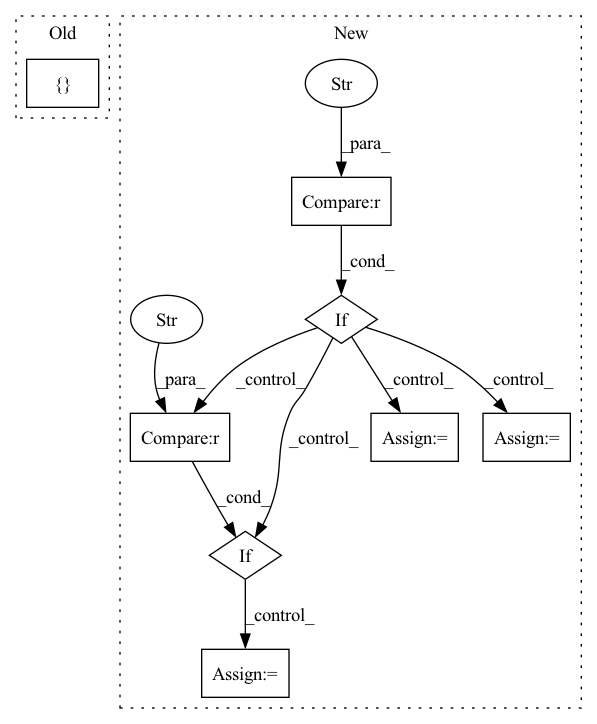 Old
New
{}
Str
_para_
Compare:r
_cond_
Str
If
_para_
_control_
_control_
_control_
_control_
Compare:r
Assign:=
Assign:=
_cond_
If
_control_
Assign:=